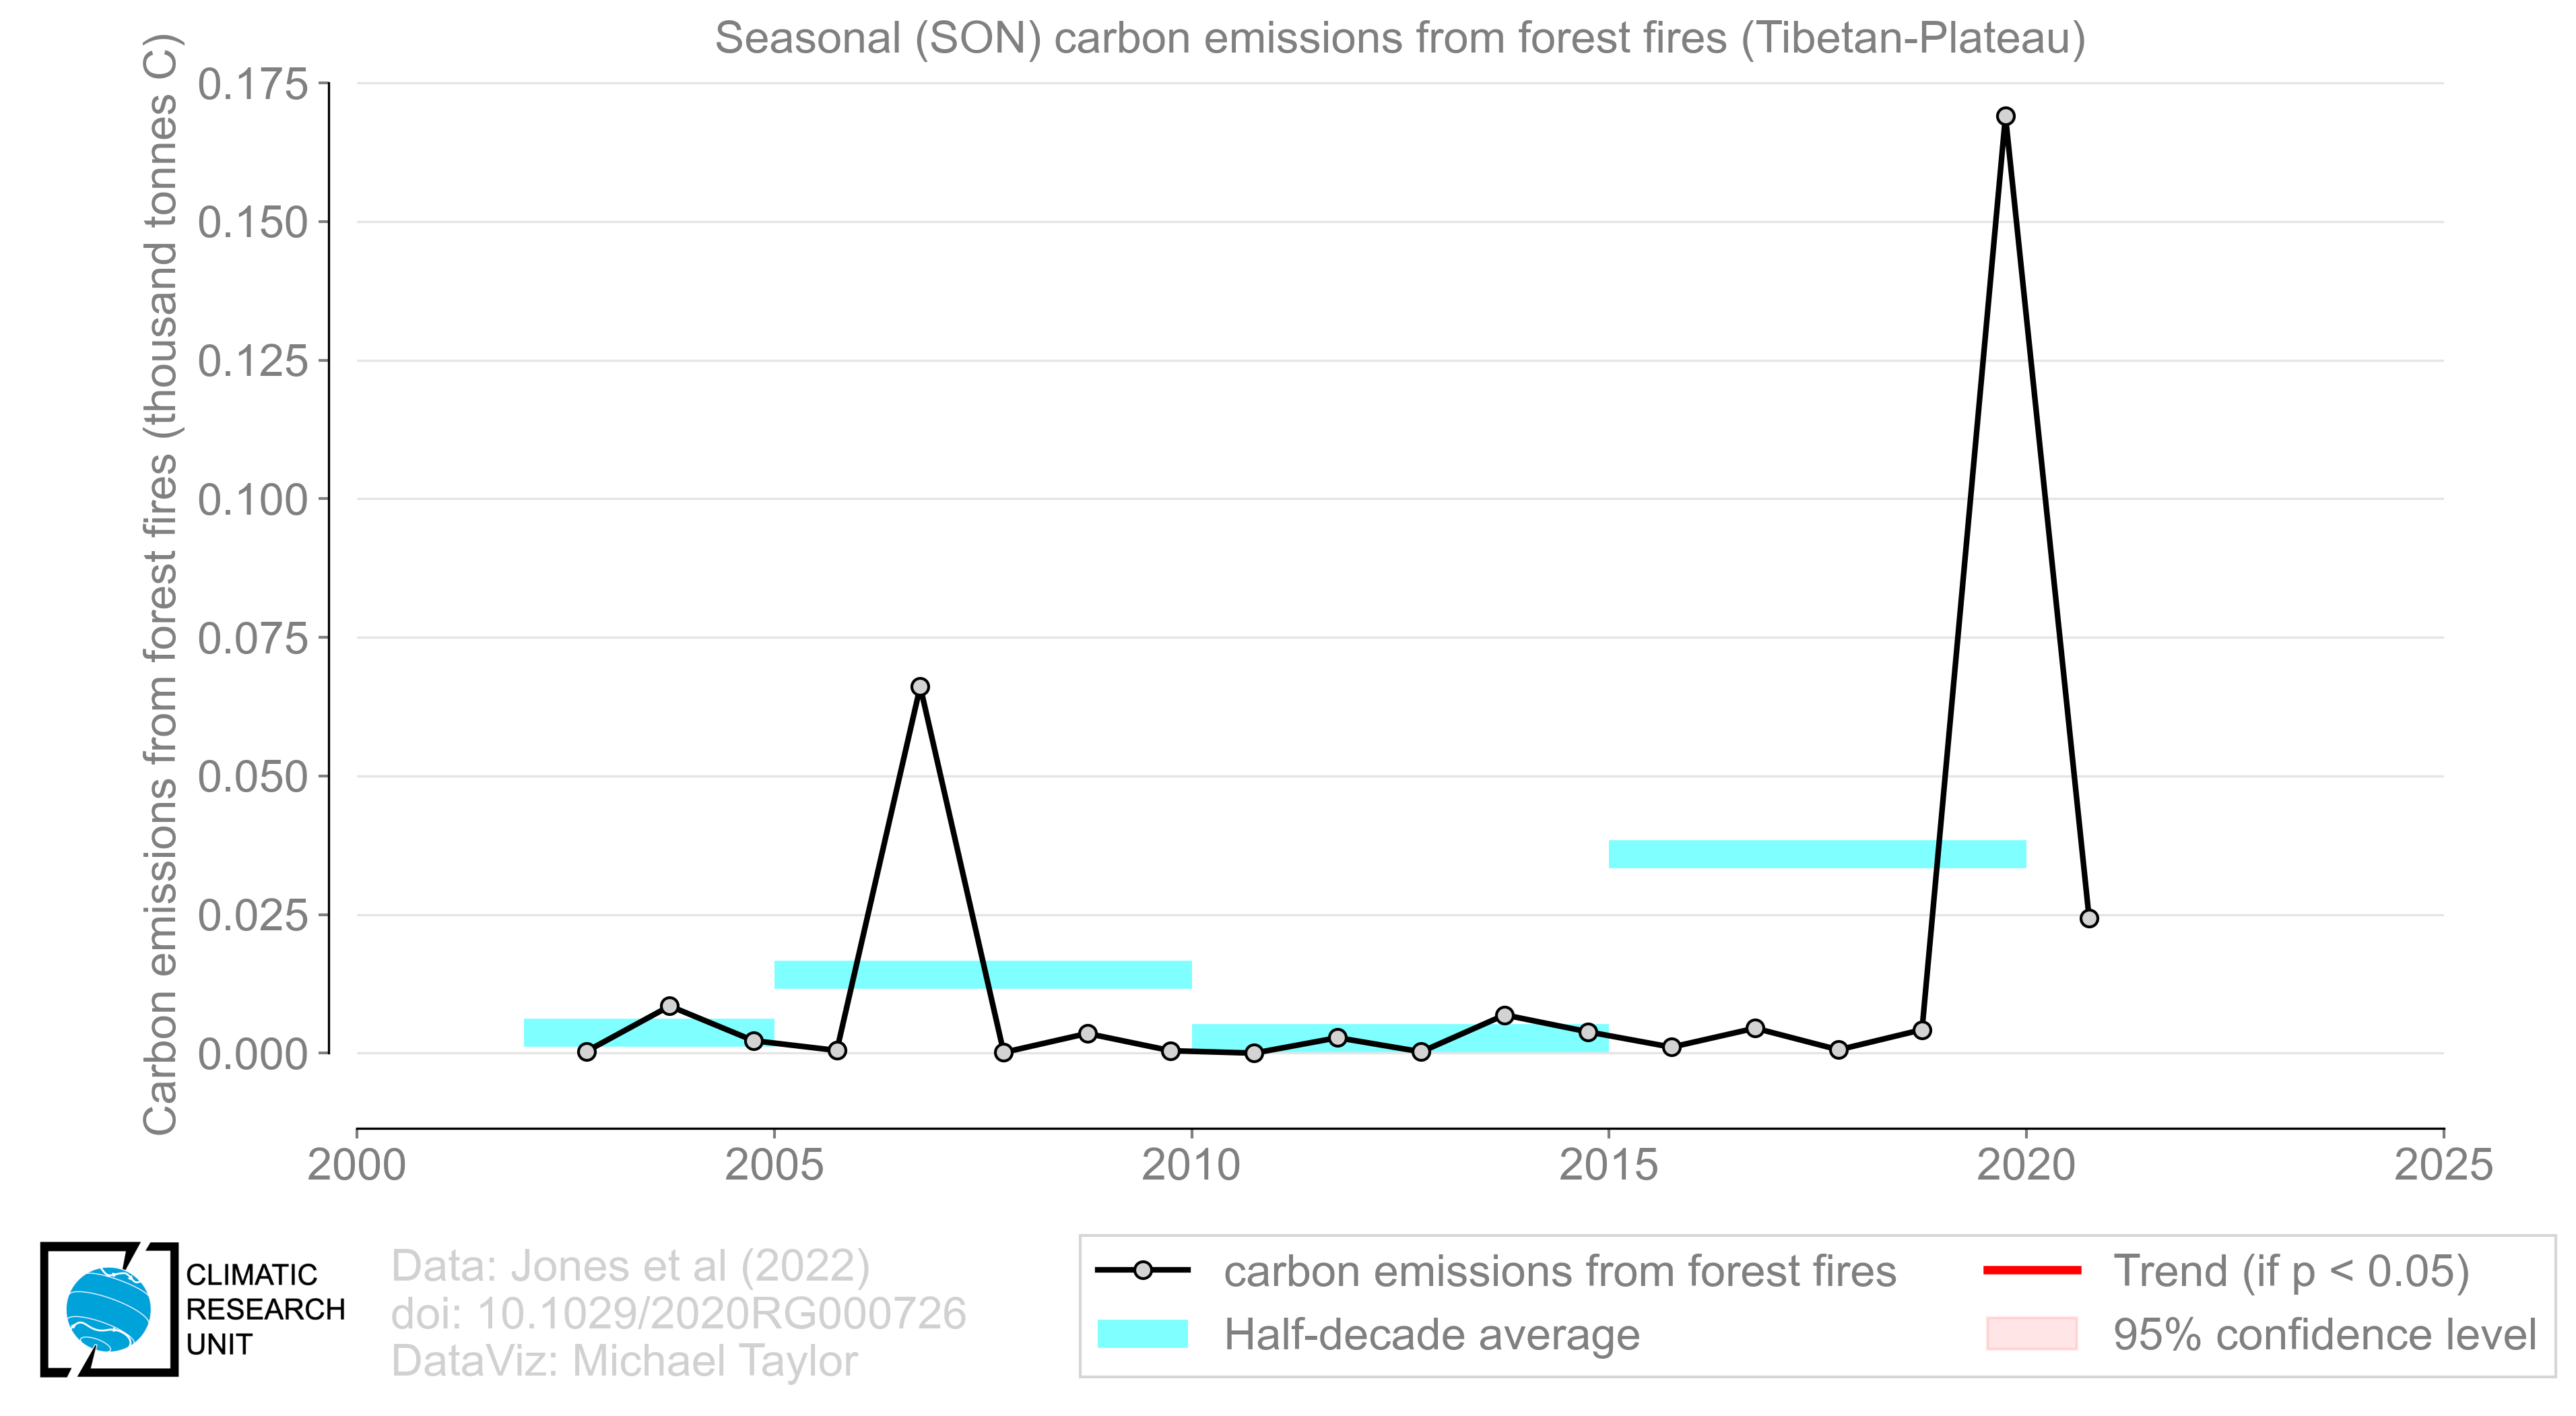 Seasonal (SON) carbon emissions from forest fires (Tibetan-Plateau)
Carbon emissions from forest fires (thousand tonnes C)
0.175
0.150
0.125
0.100
0.075
0.050
0.025
0.000
2000
2005
2010
2015
2020
2025
CLIMATIC
RESEARCH
UNIT
Data: Jones et al (2022)
doi: 10.1029/2020RG000726
DataViz: Michael Taylor
carbon emissions from forest fires
Half-decade average
Trend (if p < 0.05)
95% confidence level